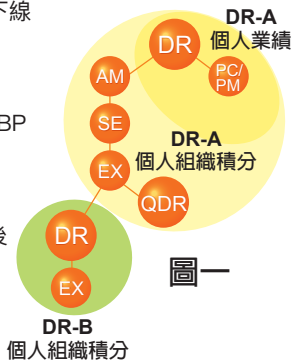 下線
DR-A
個人業績
DR
AM
PC/
PM
BP
SE
DR-A
個人組織積分
EX
QDR
後
DR
圖一
EX
DR-B
個人組織積分